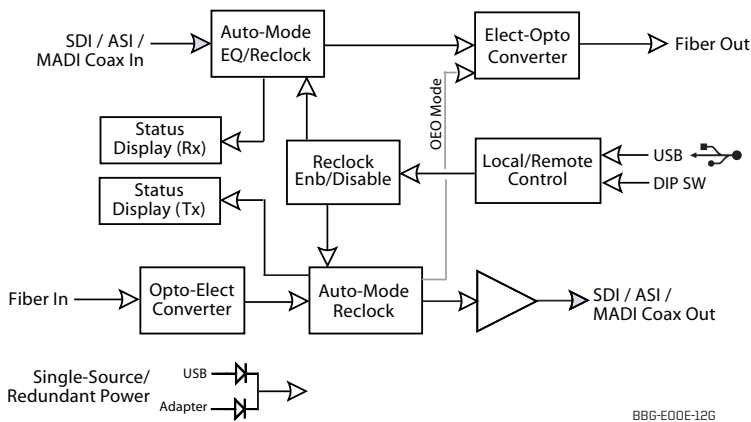 SDI / ASI /
MADI Coax In
Auto-Mode
EQ/Reclock
Elect-Opto
Converter
Fiber Out
OEO Mode
Status
Display (Rx)
Reclock
Enb/Disable
Local/Remote
Control
USB
DIP SW
Status
Display (Tx)
Fiber In
Opto-Elect
Converter
Auto-Mode
Reclock
SDI / ASI /
MADI Coax Out
Single-Source/
Redundant Power
USB
Adapter
BBG-EOOE-12G